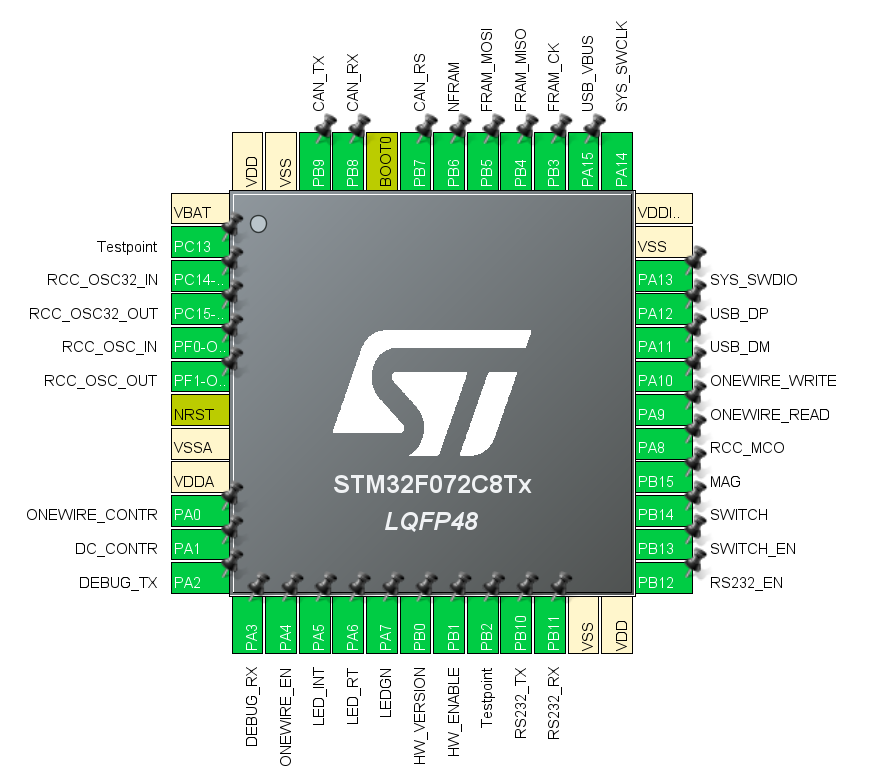 CAN_TX
CAN_RX
CAN_RS
NFRAM
FRAM_MOSI
FRAM_MISO
FRAM_CK
USB_VBUS
SYS_SWCLK
VDD
VSS
PB9
PB8
BOOT0
PB7
PB6
PB5
PB4
PB3
PA15
PA14
VBAT
Testpoint PC13
RCC_OSC32_IN PC14-..
RCC_OSC32_OUT PC15-..
RCC_OSC_IN PF0-O..
RCC_OSC_OUT PF1-O..
NRST
VSSA
VDDA
ONEWIRE_CONTR PA0
DC_CONTR PA1
DEBUG_TX PA2
ST
STM32F072C8Tx
LQFP48
VDDI..
VSS
PA13 SYS_SWDIO
PA12 USB_DP
PA11 USB_DM
PA10 ONEWIRE_WRITE
PA9 ONEWIRE_READ
PA8 RCC_MCO
PB15 MAG
PB14 SWITCH
PB13 SWITCH_EN
PB12 RS232_EN
PA3
PA4
PA5
PA6
PA7
PB0
PB1
PB2
PB10
PB11
VSS
VDD
DEBUG_RX
ONEWIRE_EN
LED_INT
LED_RT
LEDGN
HW_VERSION
HW_ENABLE
Testpoint
RS232_TX
RS232_RX